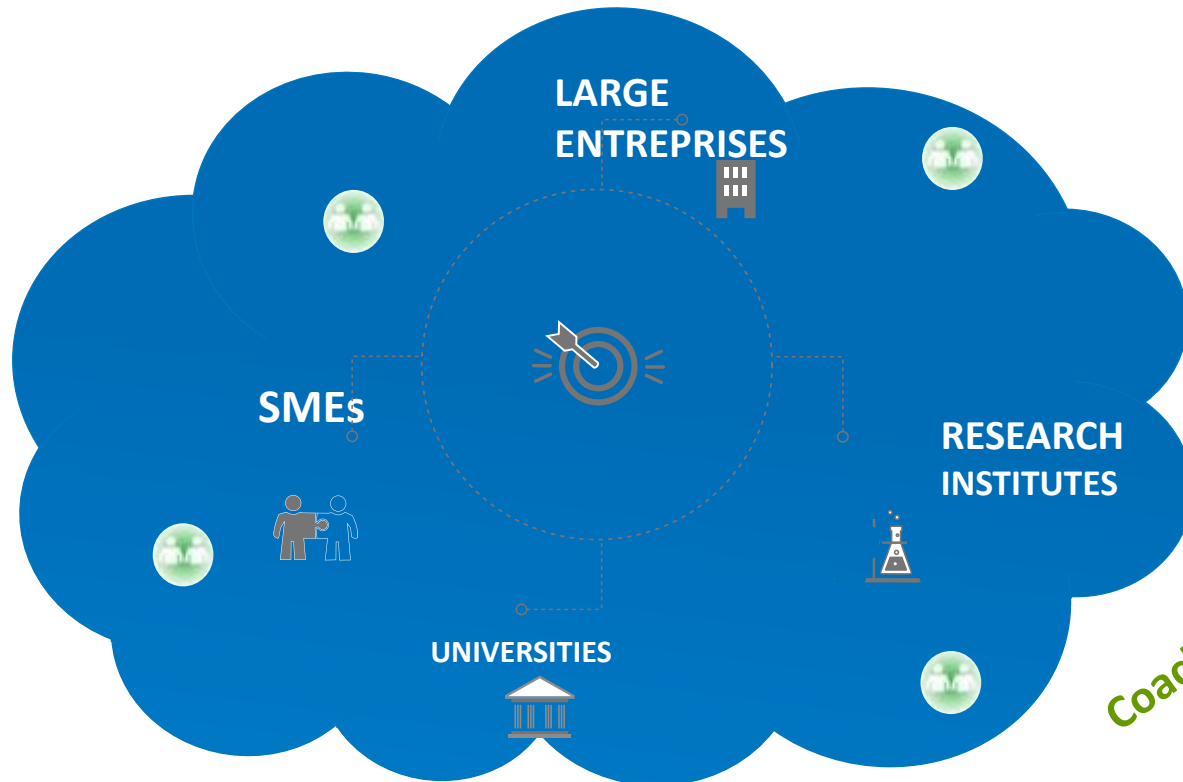 LARGE
ENTREPRISES
SMEs
RESEARCH
INSTITUTES
UNIVERSITIES